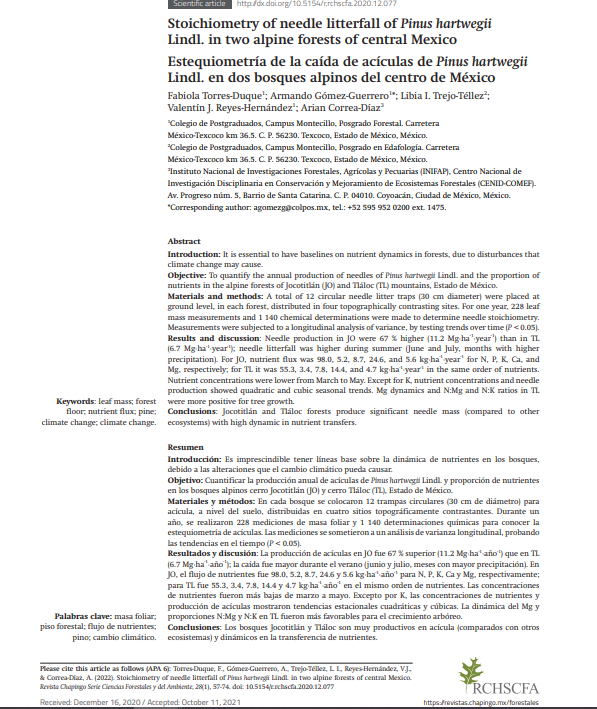 Scientific article http://dx.doi.org/10.5154/r.rchscfa.2020.12.077
Stoichiometry of needle litterfall of Pinus hartwegii
Lindl. in two alpine forests of central Mexico
Estequiometría de la caída de acículas de Pinus hartwegii
Lindl. en dos bosques alpinos del centro de México
Fabiola Torres-Duque¹; Armando Gómez-Guerrero¹*; Libia I. Trejo-Téllez²;
Valentín J. Reyes-Hernández¹; Arian Correa-Díaz³
¹Colegio de Postgraduados, Campus Montecillo, Posgrado Forestal. Carretera
México-Texcoco km 36.5. C. P. 56230. Texcoco, Estado de México, México.
²Colegio de Postgraduados, Campus Montecillo, Posgrado en Edafología. Carretera
México-Texcoco km 36.5. C. P. 56230. Texcoco, Estado de México, México.
³Instituto Nacional de Investigaciones Forestales, Agrícolas y Pecuarias (INIFAP), Centro Nacional de
Investigación Disciplinaria en Conservación y Mejoramiento de Ecosistemas Forestales (CENID-COMEF).
Av. Progreso núm. 5, Barrio de Santa Catarina. C. P. 04010. Coyoacán, Ciudad de México, México.
*Corresponding author: agomezg@colpos.mx, tel.: +52 595 952 0200 ext. 1475.
Abstract
Introduction: It is essential to have baselines on nutrient dynamics in forests, due to disturbances that
climate change may cause.
Objective: To quantify the annual production of needles of Pinus hartwegii Lindl. and the proportion of
nutrients in the alpine forests of Jocotitlán (JO) and Tláloc (TL) mountains, Estado de México.
Materials and methods: A total of 12 circular needle litter traps (30 cm diameter) were placed at
ground level, in each forest, distributed in four topographically contrasting sites. For one year, 228 leaf
mass measurements and 1 140 chemical determinations were made to determine needle stoichiometry.
Measurements were subjected to a longitudinal analysis of variance, by testing trends over time (P < 0.05).
Results and discussion: Needle production in JO were 67 % higher (11.2 Mg·ha⁻¹·year⁻¹) than in TL
(6.7 Mg·ha⁻¹·year⁻¹); needle litterfall was higher during summer (June and July, months with higher
precipitation). For JO, nutrient flux was 98.0, 5.2, 8.7, 24.6, and 5.6 kg·ha⁻¹·year⁻¹ for N, P, K, Ca, and
Mg, respectively; for TL it was 55.3, 3.4, 7.8, 14.4, and 4.7 kg·ha⁻¹·year⁻¹ in the same order of nutrients.
Nutrient concentrations were lower from March to May. Except for K, nutrient concentrations and needle
production showed quadratic and cubic seasonal trends. Mg dynamics and N:Mg and N:K ratios in TL
were more positive for tree growth.
Conclusions: Jocotitlán and Tláloc forests produce significant needle mass (compared to other
ecosystems) with high dynamic in nutrient transfers.
Keywords: leaf mass; forest
floor; nutrient flux; pine;
climate change; climate change.
Resumen
Introducción: Es imprescindible tener líneas base sobre la dinámica de nutrientes en los bosques,
debido a las alteraciones que el cambio climático pueda causar.
Objetivo: Cuantificar la producción anual de acículas de Pinus hartwegii Lindl. y proporción de nutrientes
en los bosques alpinos cerro Jocotitlán (JO) y cerro Tláloc (TL), Estado de México.
Materiales y métodos: En cada bosque se colocaron 12 trampas circulares (30 cm de diámetro) para
acícula, a nivel del suelo, distribuidas en cuatro sitios topográficamente contrastantes. Durante un
año, se realizaron 228 mediciones de masa foliar y 1 140 determinaciones químicas para conocer la
estequiometría de acículas. Las mediciones se sometieron a un análisis de varianza longitudinal, probando
las tendencias en el tiempo (P < 0.05).
Resultados y discusión: La producción de acículas en JO fue 67 % superior (11.2 Mg·ha⁻¹·año⁻¹) que en TL
(6.7 Mg·ha⁻¹·año⁻¹); la caída fue mayor durante el verano (junio y julio, meses con mayor precipitación). En
JO, el flujo de nutrientes fue 98.0, 5.2, 8.7, 24.6 y 5.6 kg·ha⁻¹·año⁻¹ para N, P, K, Ca y Mg, respectivamente;
para TL fue 55.3, 3.4, 7.8, 14.4 y 4.7 kg·ha⁻¹·año⁻¹ en el mismo orden de nutrientes. Las concentraciones
de nutrientes fueron más bajas de marzo a mayo. Excepto por K, las concentraciones de nutrientes y
producción de acículas mostraron tendencias estacionales cuadráticas y cúbicas. La dinámica del Mg y
proporciones N:Mg y N:K en TL fueron más favorables para el crecimiento arbóreo.
Conclusiones: Los bosques Jocotitlán y Tláloc son muy productivos en acícula (comparados con otros
ecosistemas) y dinámicos en la transferencia de nutrientes.
Palabras clave: masa foliar;
piso forestal; flujo de nutrientes;
pino; cambio climático.
Please cite this article as follows (APA 6): Torres-Duque, F., Gómez-Guerrero, A., Trejo-Téllez, L. I., Reyes-Hernández, V.J.,
& Correa-Díaz, A. (2022). Stoichiometry of needle litterfall of Pinus hartwegii Lindl. in two alpine forests of central Mexico.
Revista Chapingo Serie Ciencias Forestales y del Ambiente, 28(1), 57-74. doi: 10.5154/r.rchscfa.2020.12.077
RCHSCFA
Received: December 16, 2020 / Accepted: October 11, 2021
https://revistas.chapingo.mx/forestales